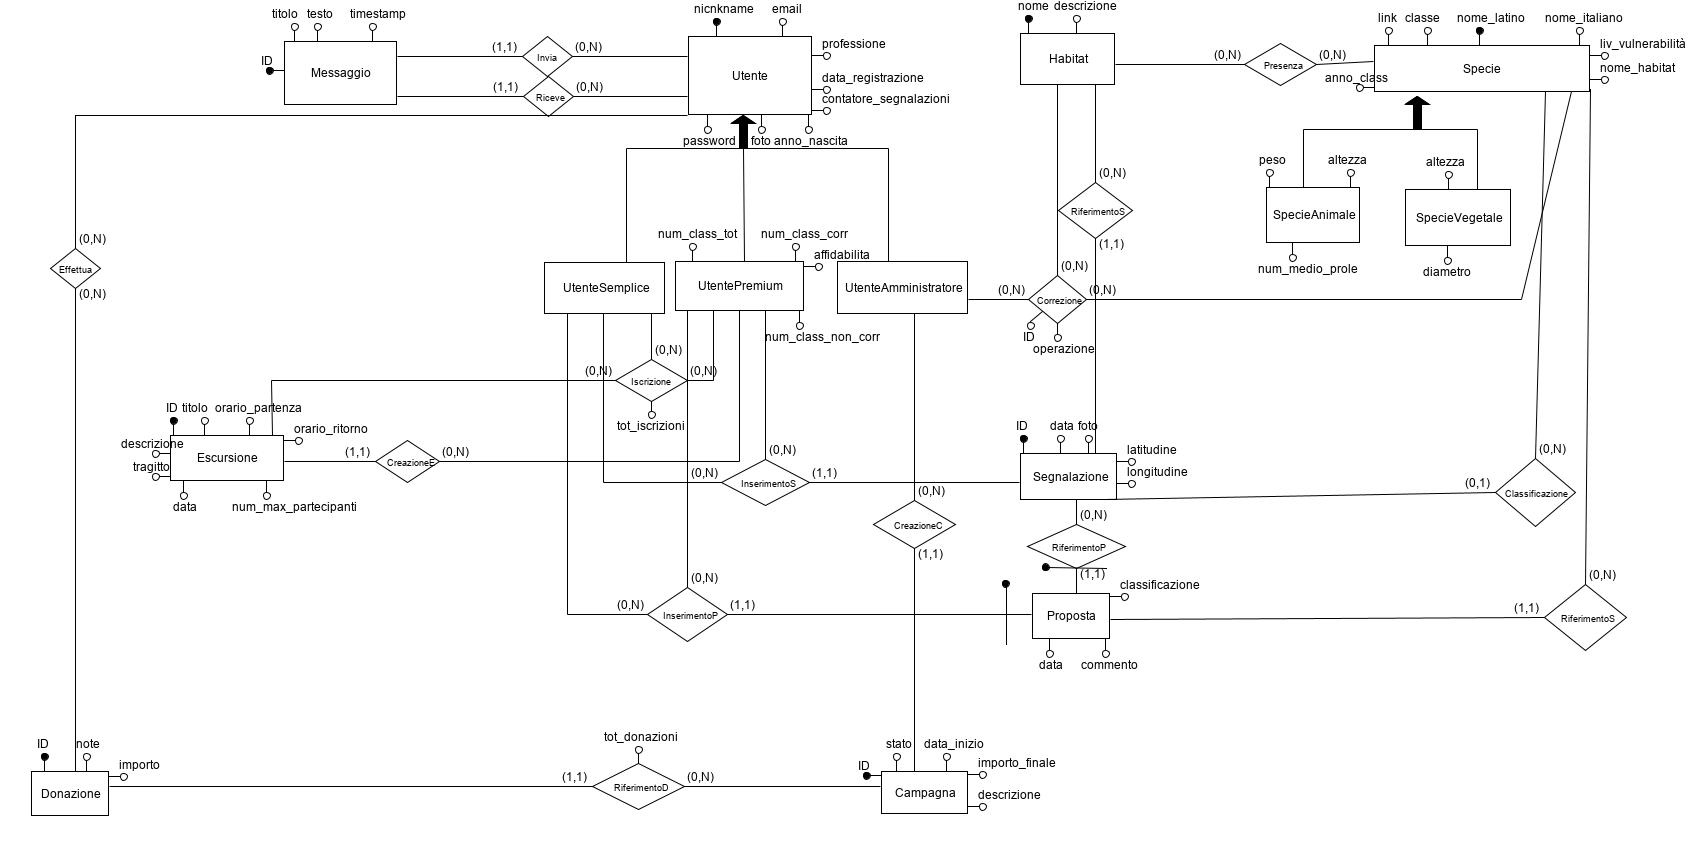 nicnkname email
nome descrizione
titolo testo timestamp
link classe nome_latino nome_italiano
professione
liv_vulnerabilità
(1,1) Invia (0,N)
ID
Messaggio
Utente
Habitat
(0,N) Presenza (0,N)
Specie
nome_habitat
data_registrazione
anno_class
(1,1) Riceve (0,N)
contatore_segnalazioni
password foto anno_nascita
peso altezza altezza
(0,N)
RiferimentoS
SpecieAnimale
SpecieVegetale
(0,N)
num_class_tot num_class_corr
(1,1)
affidabilita
Effettua
(0,N)
num_medio_prole
diametro
UtenteSemplice
UtentePremium
UtenteAmministratore
(0,N)
(0,N) Correzione (0,N)
ID
num_class_non_corr
operazione
(0,N)
(0,N) Iscrizione (0,N)
ID titolo orario_partenza
tot_iscrizioni
orario_ritorno
ID data foto
descrizione
(1,1) CreazioneE (0,N)
(0,N)
latitudine
(0,N)
Escursione
tragitto
(0,N) InserimentoS (1,1)
Segnalazione
longitudine
(0,1) Classificazione
data num_max_partecipanti
(0,N)
(0,N)
CreazioneC
RiferimentoP
(1,1)
(1,1)
(0,N)
(0,N)
classificazione
(0,N) InserimentoP (1,1)
Proposta
(1,1) RiferimentoS
data commento
tot_donazioni
ID note
stato data_inizio
importo
ID
importo_finale
Donazione
(1,1) RiferimentoD (0,N)
Campagna
descrizione